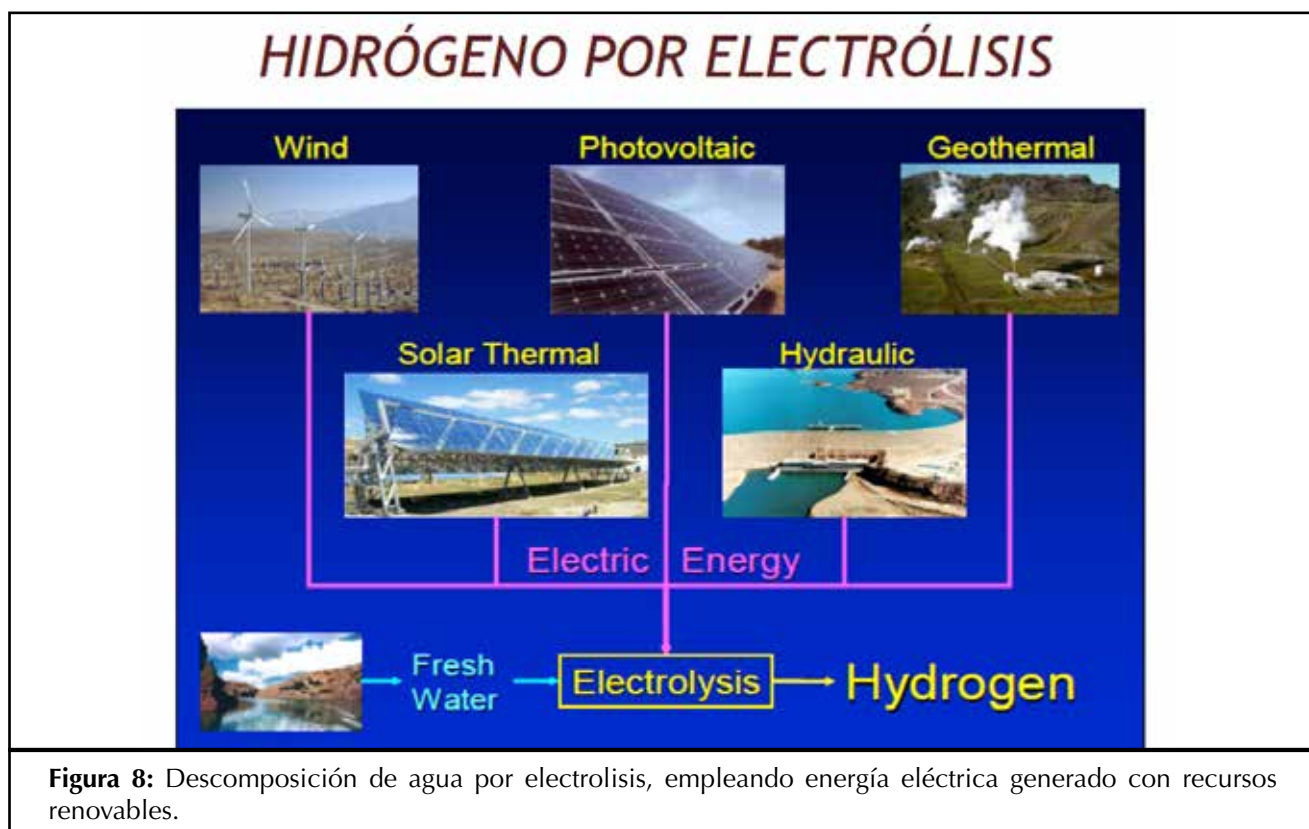 HIDRÓGENO POR ELECTRÓLISIS
Wind
Photovoltaic
Geothermal
Solar Thermal
Hydraulic
Electric Energy
Fresh
Water
Electrolysis
Hydrogen
Figura 8: Descomposición de agua por electrolisis, empleando energía eléctrica generado con recursos
renovables.